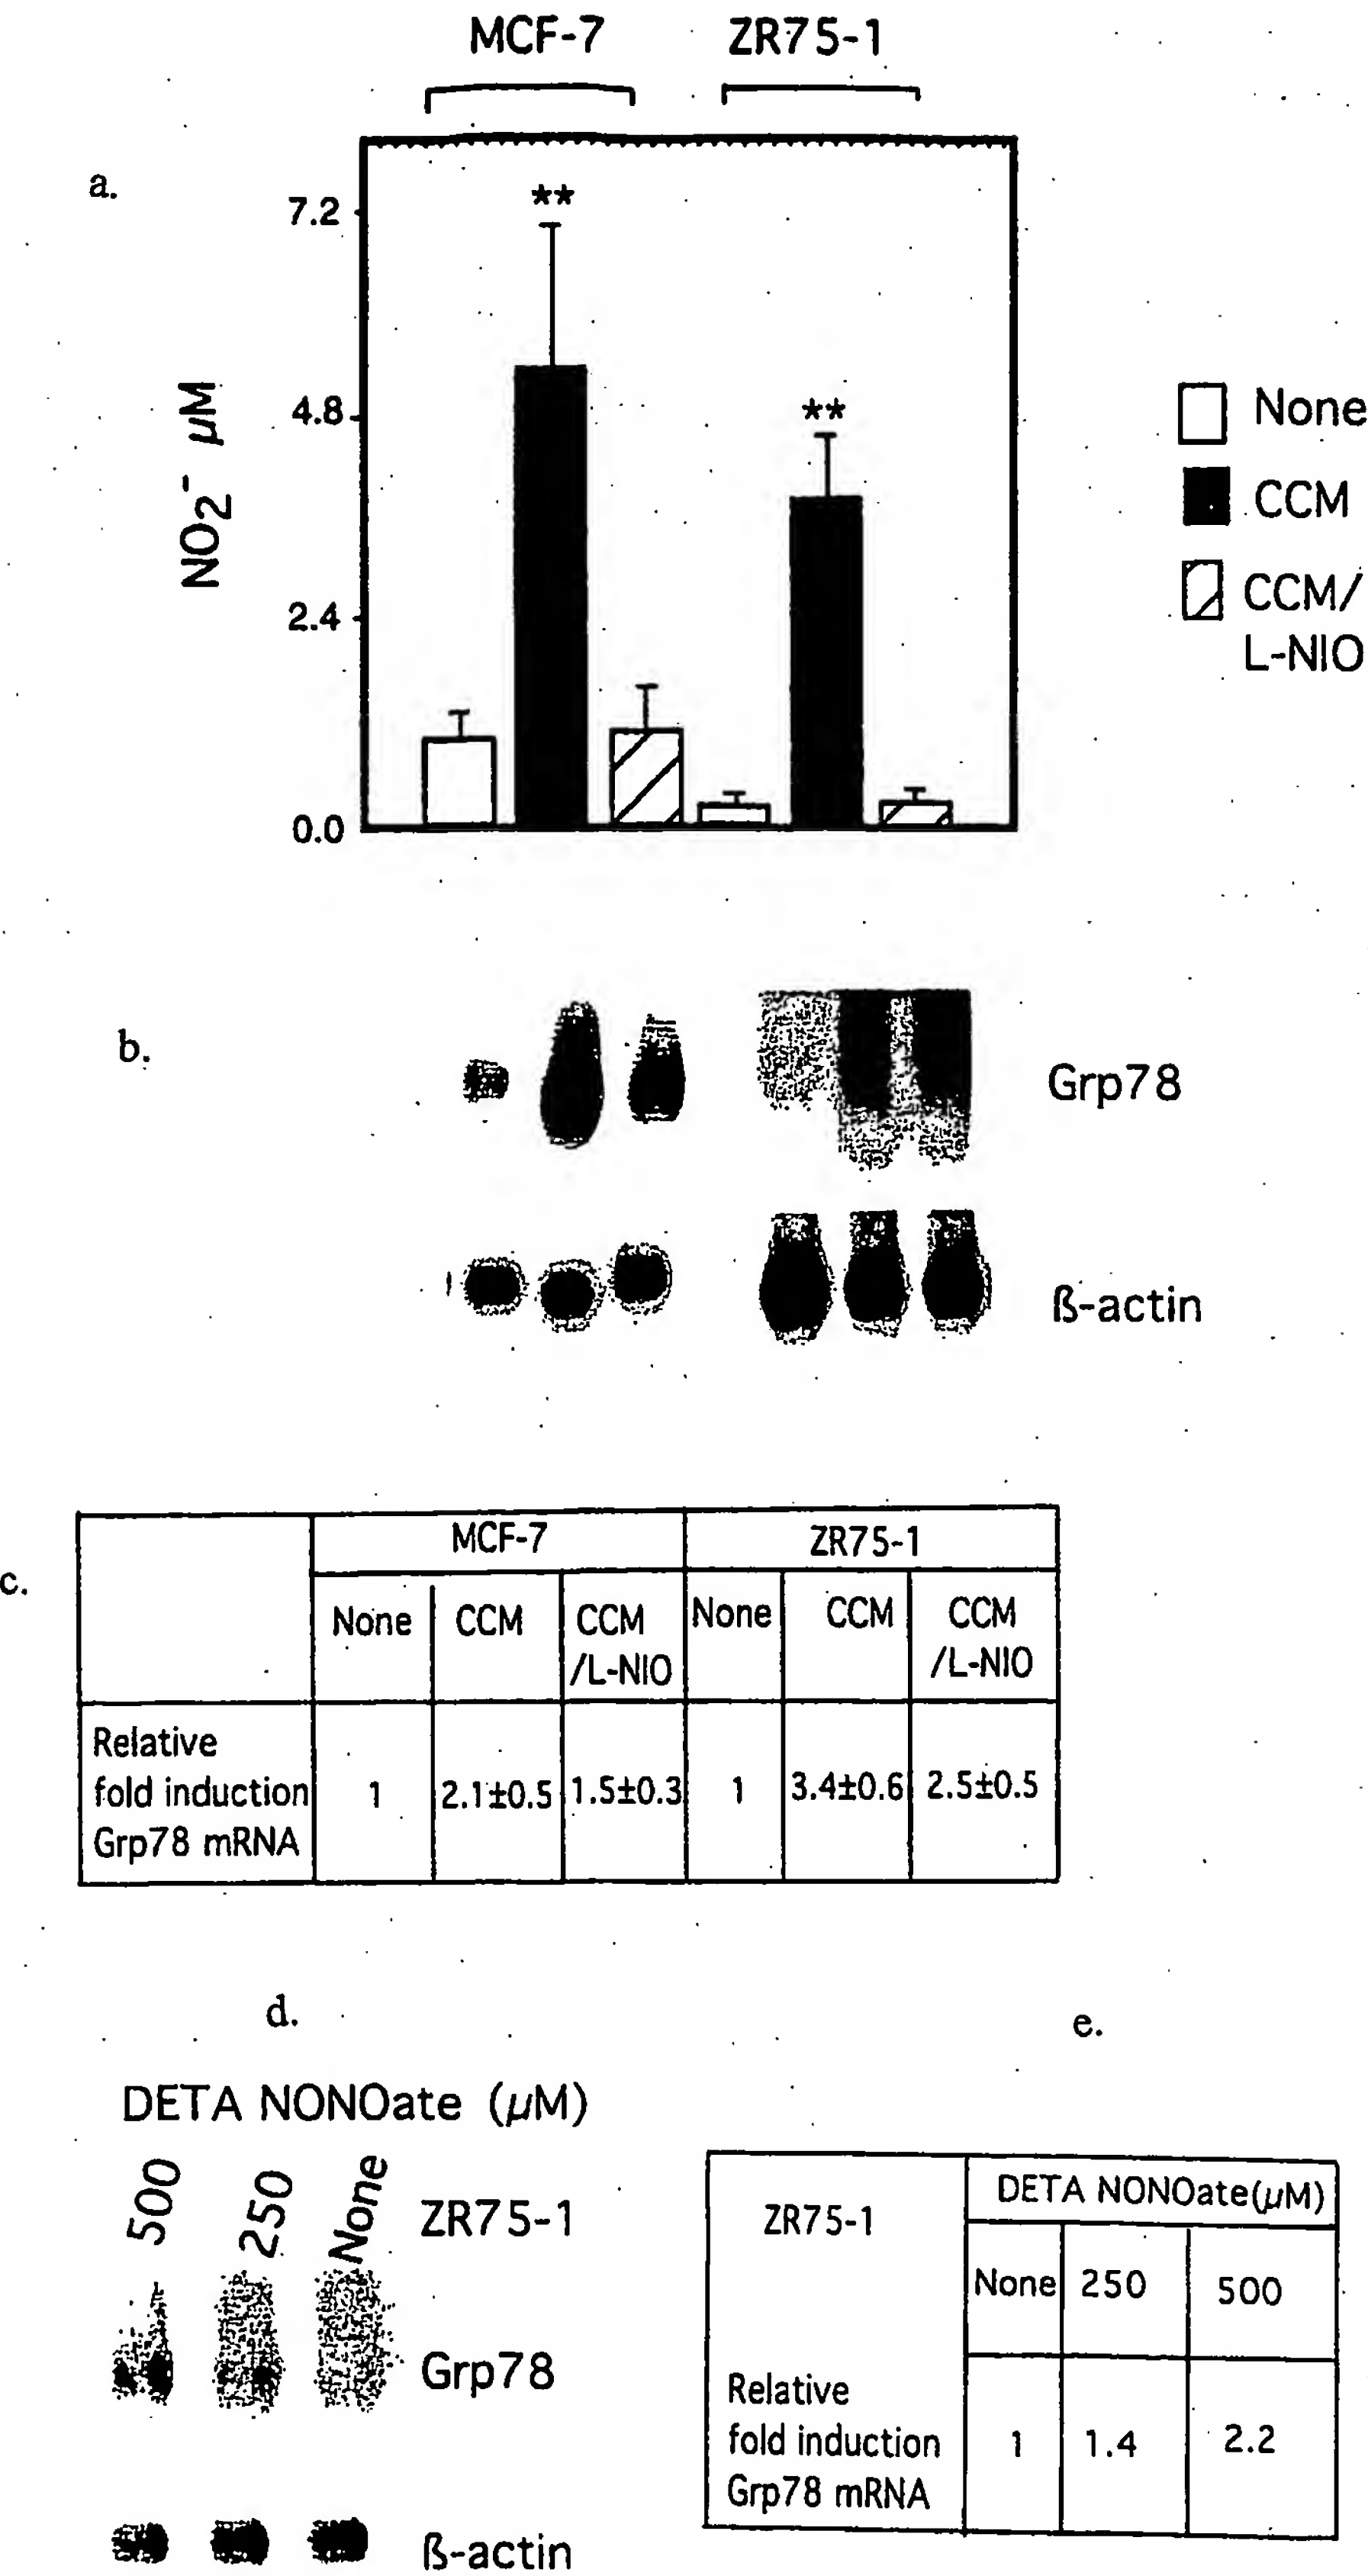 MCF-7 ZR75-1
a.
7.2
**
4.8
**
2.4
0.0
NO2⁻ µM
None
CCM
CCM/
L-NIO
b.
Grp78
ß-actin
c.
MCF-7 ZR75-1
None CCM CCM /L-NIO None CCM CCM /L-NIO
Relative
fold induction 1 2.1±0.5 1.5±0.3 1 3.4±0.6 2.5±0.5
Grp78 mRNA
d.
DETA NONOate (µM)
500 250 None ZR75-1
Grp78
ß-actin
e.
DETA NONOate(µM)
ZR75-1
None 250 500
Relative
fold induction 1 1.4 2.2
Grp78 mRNA